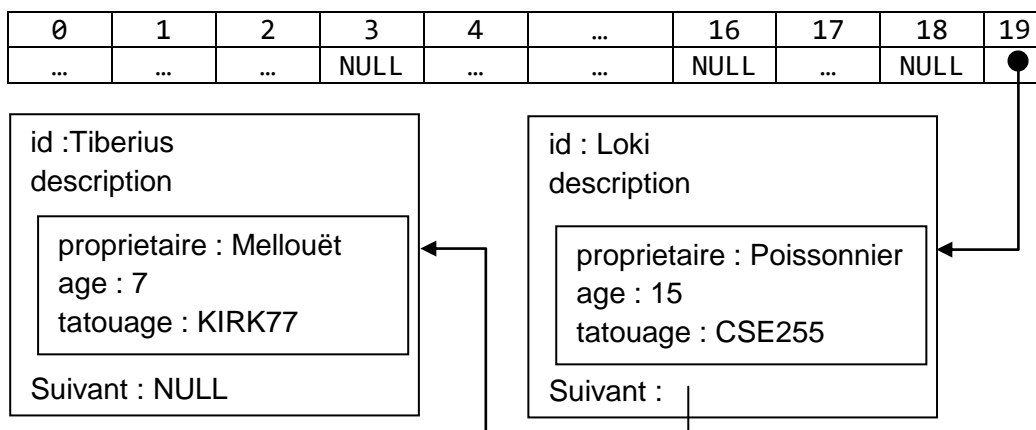 0 1 2 3 4 … 16 17 18 19
… … … NULL … … NULL … NULL
id :Tiberius
description
proprietaire : Mellouët
age : 7
tatouage : KIRK77
Suivant : NULL
id : Loki
description
proprietaire : Poissonnier
age : 15
tatouage : CSE255
Suivant :